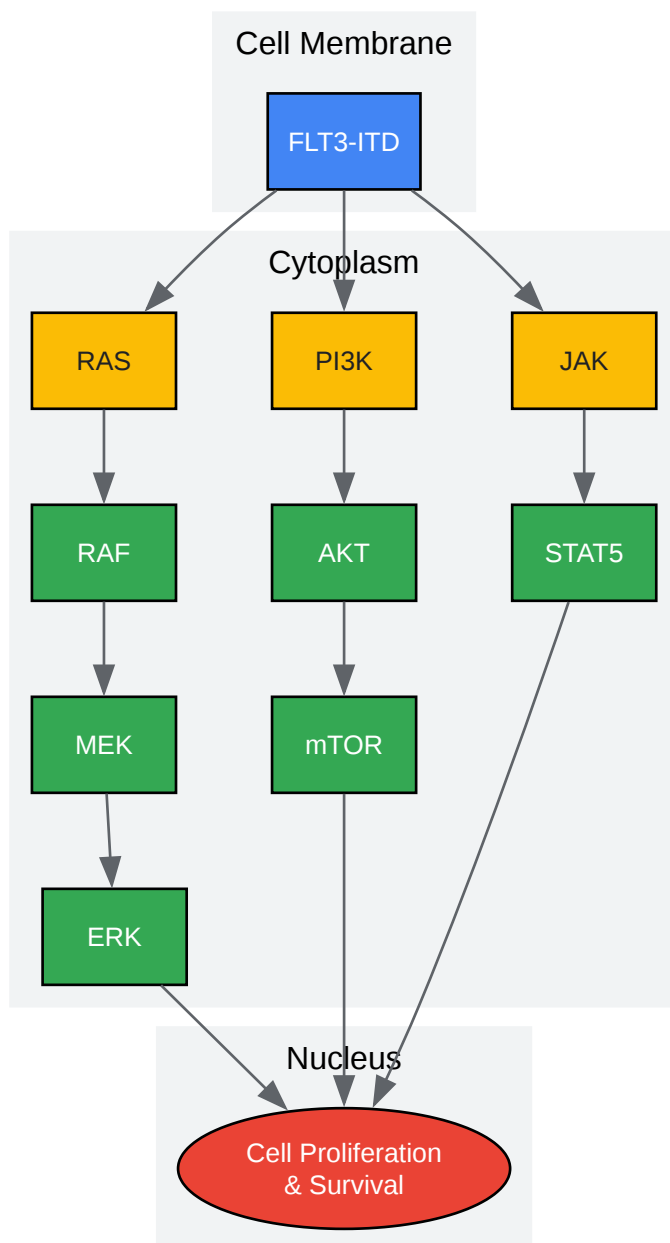 Cell Membrane
FLT3-ITD
Cytoplasm
RAS
PI3K
JAK
RAF
AKT
STAT5
MEK
mTOR
ERK
Nucleus
Cell Proliferation
& Survival